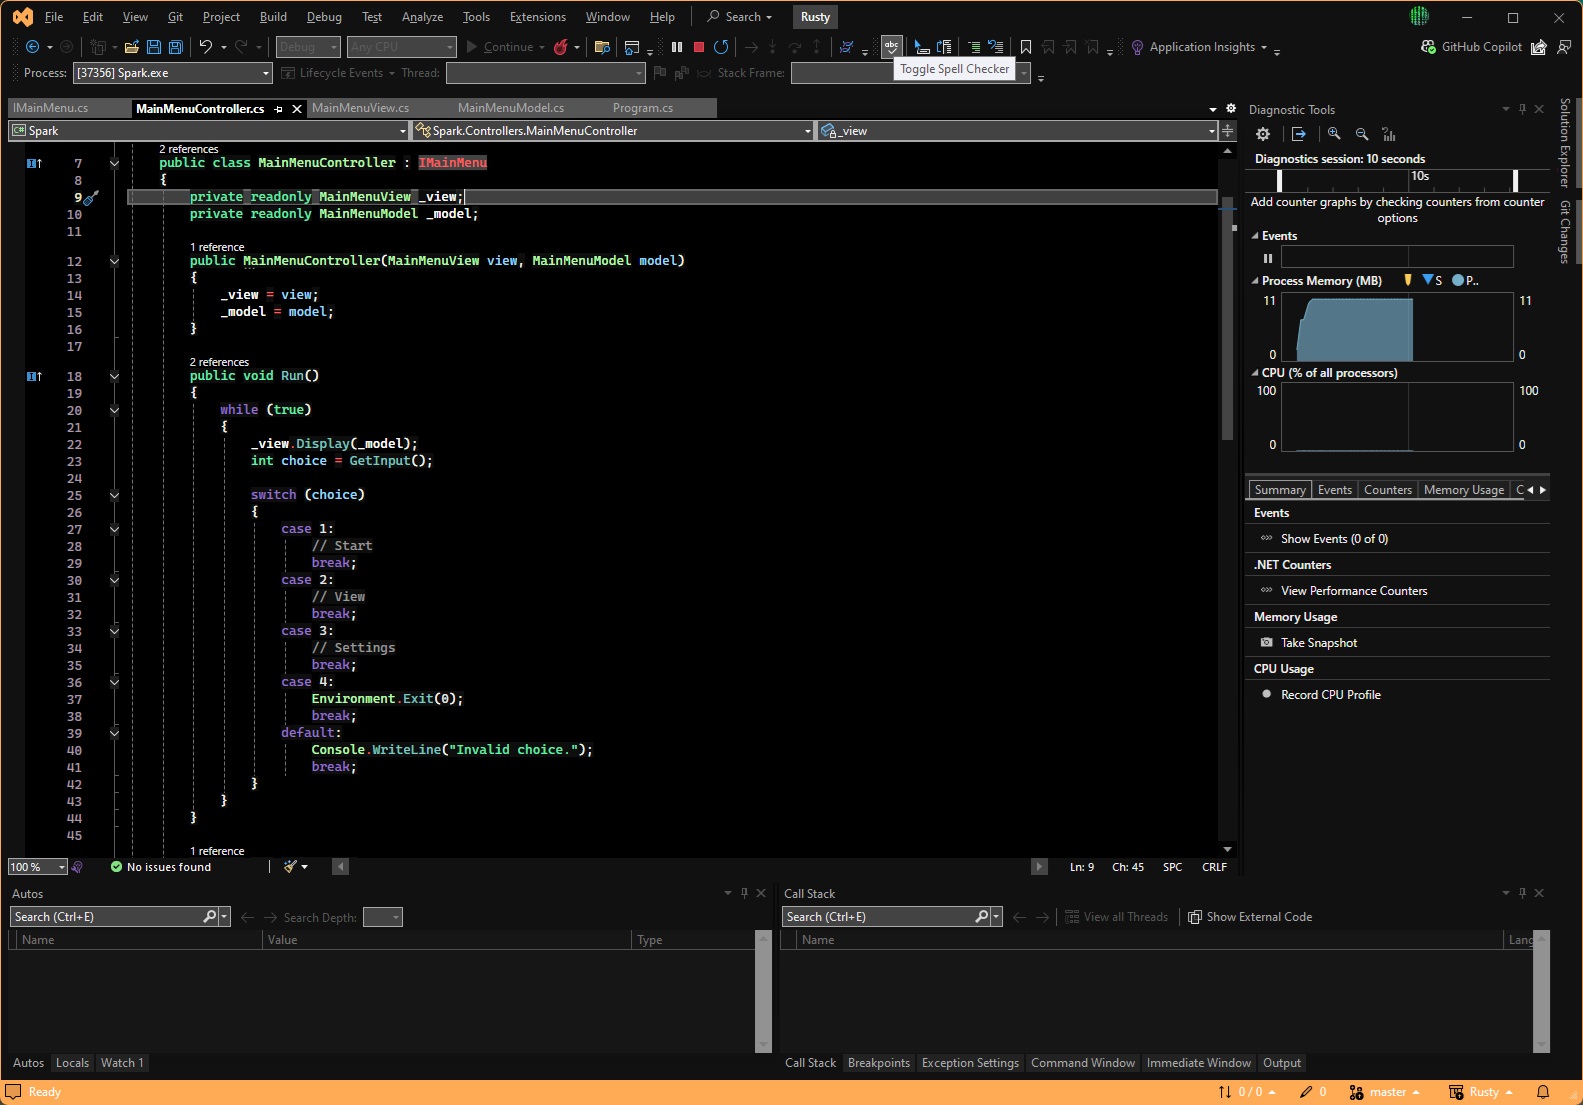 File Edit View Git Project Build Debug Test Analyze Tools Extensions Window Help Search Rusty
Debug Any CPU Continue abc Application Insights GitHub Copilot
Toggle Spell Checker
Process: [37356] Spark.exe Lifecycle Events Thread: Stack Frame:
IMainMenu.cs MainMenuController.cs MainMenuView.cs MainMenuModel.cs Program.cs
C# Spark Spark.Controllers.MainMenuController _view
2 references
7 public class MainMenuController : IMainMenu
8 {
9 private readonly MainMenuView _view;
10 private readonly MainMenuModel _model;
11
1 reference
12 public MainMenuController(MainMenuView view, MainMenuModel model)
13 {
14 _view = view;
15 _model = model;
16 }
17
2 references
18 public void Run()
19 {
20 while (true)
21 {
22 _view.Display(_model);
23 int choice = GetInput();
24
25 switch (choice)
26 {
27 case 1:
28 // Start
29 break;
30 case 2:
31 // View
32 break;
33 case 3:
34 // Settings
35 break;
36 case 4:
37 Environment.Exit(0);
38 break;
39 default:
40 Console.WriteLine("Invalid choice.");
41 break;
42 }
43 }
44 }
45
1 reference
100 % No issues found Ln: 9 Ch: 45 SPC CRLF
Diagnostic Tools
Diagnostics session: 10 seconds
10s
Add counter graphs by checking counters from counter
options
Events
Process Memory (MB) S P..
11 11
0 0
CPU (% of all processors)
100 100
0 0
Summary Events Counters Memory Usage C
Events
Show Events (0 of 0)
.NET Counters
View Performance Counters
Memory Usage
Take Snapshot
CPU Usage
Record CPU Profile
Solution Explorer
Git Changes
Autos
Search (Ctrl+E) Search Depth:
Name Value Type
Autos Locals Watch 1
Call Stack
Search (Ctrl+E) View all Threads Show External Code
Name Lang
Call Stack Breakpoints Exception Settings Command Window Immediate Window Output
Ready 0 / 0 0 master Rusty